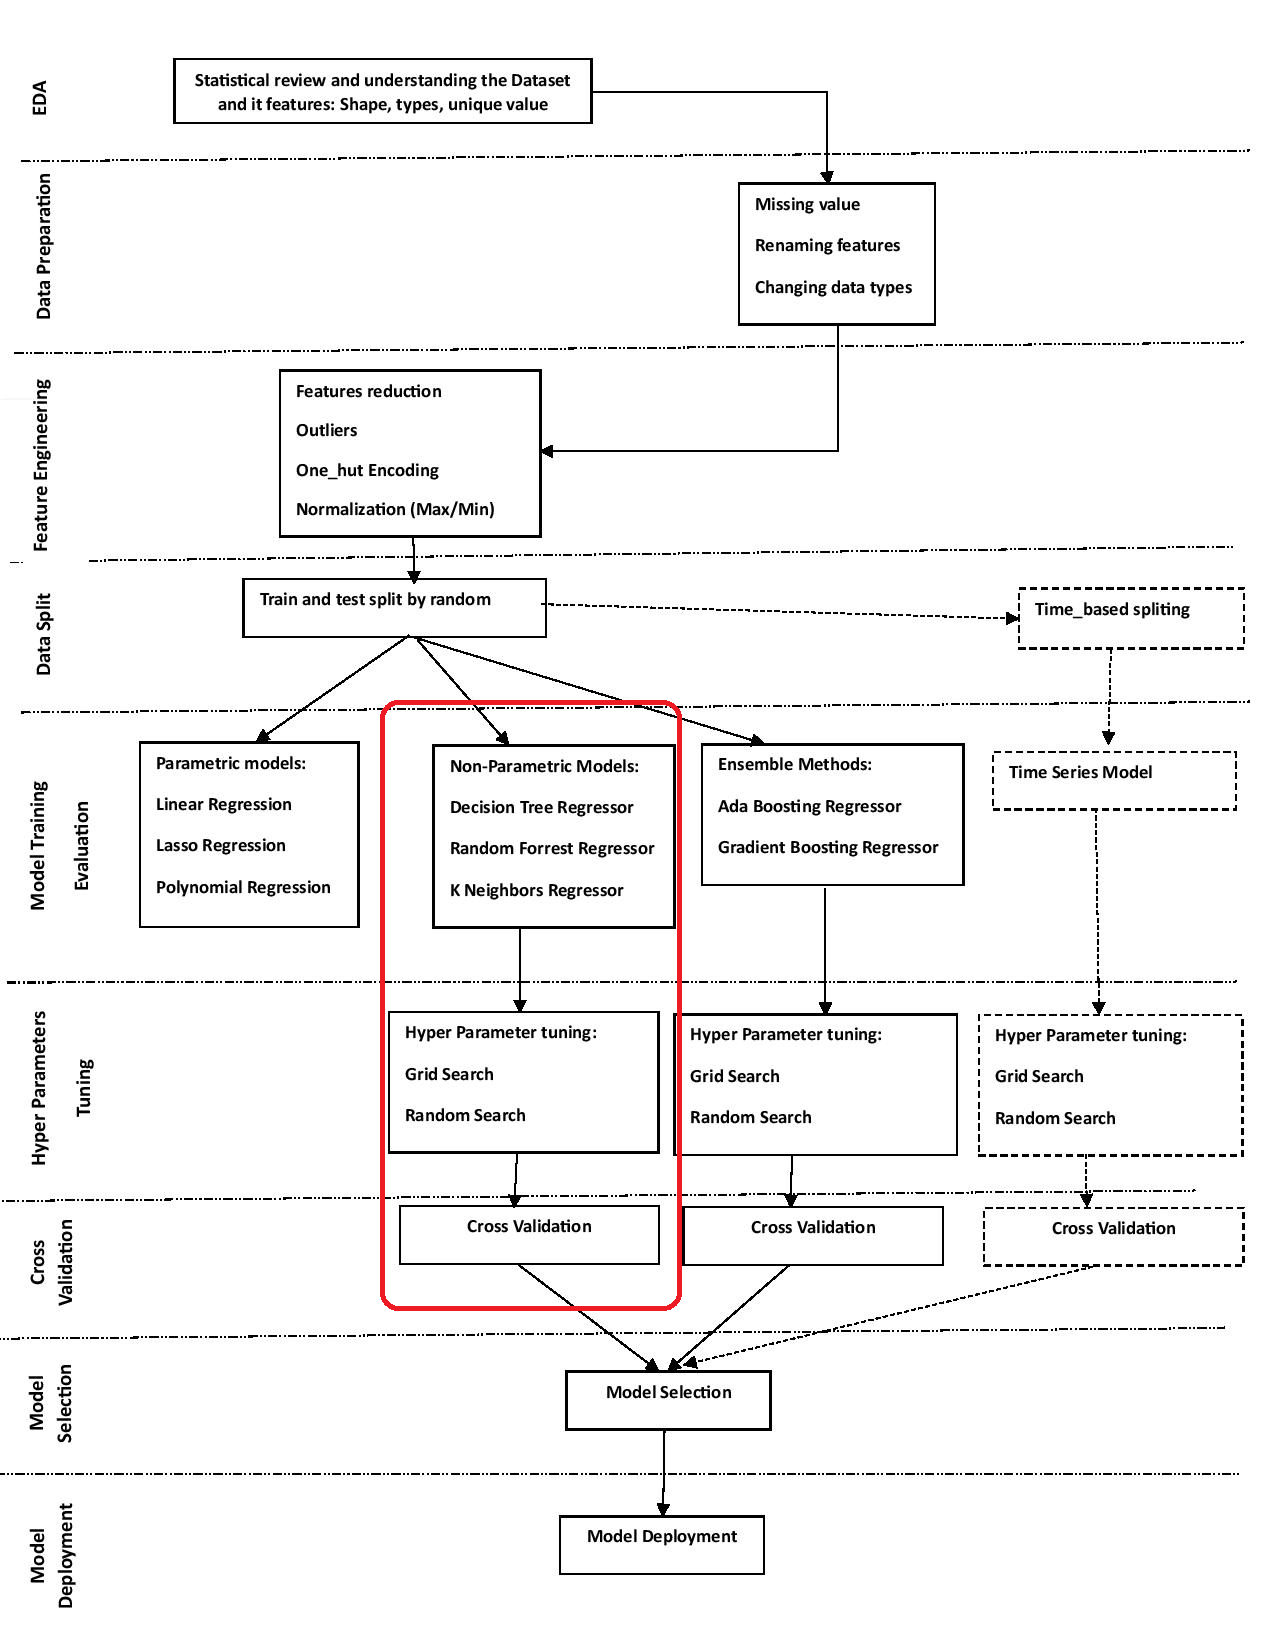 EDA
Statistical review and understanding the Dataset
and it features: Shape, types, unique value
Data Preparation
Missing value
Renaming features
Changing data types
Feature Engineering
Features reduction
Outliers
One_hut Encoding
Normalization (Max/Min)
Data Split
Train and test split by random
Time_based spliting
Model Training
Evaluation
Parametric models:
Linear Regression
Lasso Regression
Polynomial Regression
Non-Parametric Models:
Decision Tree Regressor
Random Forrest Regressor
K Neighbors Regressor
Ensemble Methods:
Ada Boosting Regressor
Gradient Boosting Regressor
Time Series Model
Hyper Parameters
Tuning
Hyper Parameter tuning:
Grid Search
Random Search
Hyper Parameter tuning:
Grid Search
Random Search
Hyper Parameter tuning:
Grid Search
Random Search
Cross
Validation
Cross Validation
Cross Validation
Cross Validation
Model
Selection
Model Selection
Model
Deployment
Model Deployment